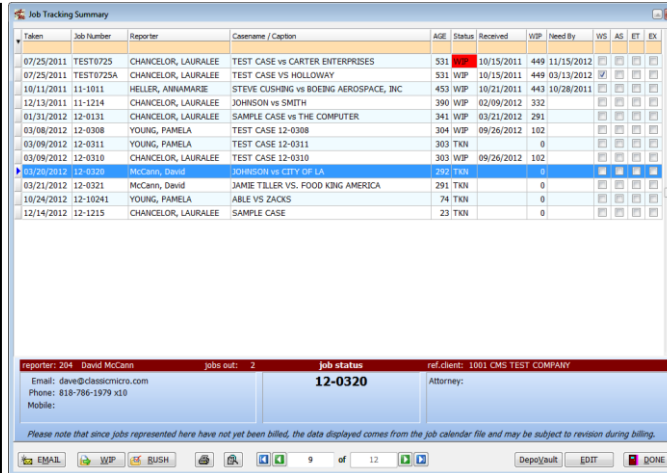 Job Tracking Summary
Taken Job Number Reporter Casename / Caption AGE Status Received WIP Need By WS AS ET EX
07/25/2011 TEST0725 CHANCELOR, LAURALEE TEST CASE vs CARTER ENTERPRISES 531 WIP 10/15/2011 449 11/15/2012
07/25/2011 TEST0725A CHANCELOR, LAURALEE TEST CASE VS HOLLOWAY 531 WIP 10/15/2011 449 03/13/2012
10/11/2011 11-1011 HELLER, ANNAMARIE STEVE CUSHING vs BOEING AEROSPACE, INC 453 WIP 10/21/2011 443 10/28/2011
12/13/2011 11-1214 CHANCELOR, LAURALEE JOHNSON vs SMITH 390 WIP 02/09/2012 332
01/31/2012 12-0131 CHANCELOR, LAURALEE SAMPLE CASE vs THE COMPUTER 341 WIP 03/21/2012 291
03/08/2012 12-0308 YOUNG, PAMELA TEST CASE 12-0308 304 WIP 09/26/2012 102
03/09/2012 12-0311 YOUNG, PAMELA TEST CASE 12-0311 303 TKN 0
03/09/2012 12-0310 CHANCELOR, LAURALEE TEST CASE 12-0310 303 WIP 09/26/2012 102
03/20/2012 12-0320 McCann, David JOHNSON vs CITY OF LA 292 TKN 0
03/21/2012 12-0321 McCann, David JAMIE TILLER VS. FOOD KING AMERICA 291 TKN 0
10/24/2012 12-10241 YOUNG, PAMELA ABLE VS ZACKS 74 TKN 0
12/14/2012 12-1215 CHANCELOR, LAURALEE SAMPLE CASE 23 TKN 0
reporter: 204 David McCann jobs out: 2 job status ref.client: 1001 CMS TEST COMPANY
Email: dave@classicmicro.com 12-0320 Attorney:
Phone: 818-786-1979 x10
Mobile:
Please note that since jobs represented here have not yet been billed, the data displayed comes from the job calendar file and may be subject to revision during billing.
EMAIL WIP RUSH 9 of 12 DepoVault EDIT DONE